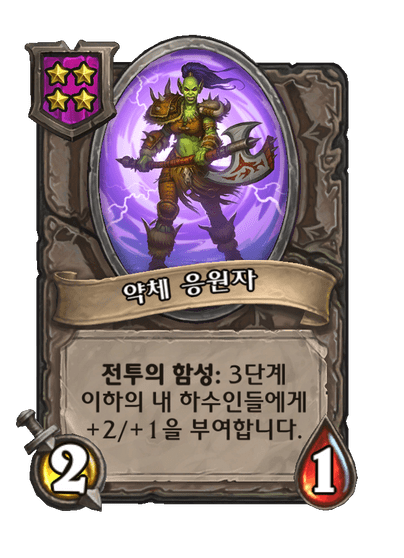 약체 응원자
전투의 함성: 3단계
이하의 내 하수인들에게
+2/+1을 부여합니다.
2
1